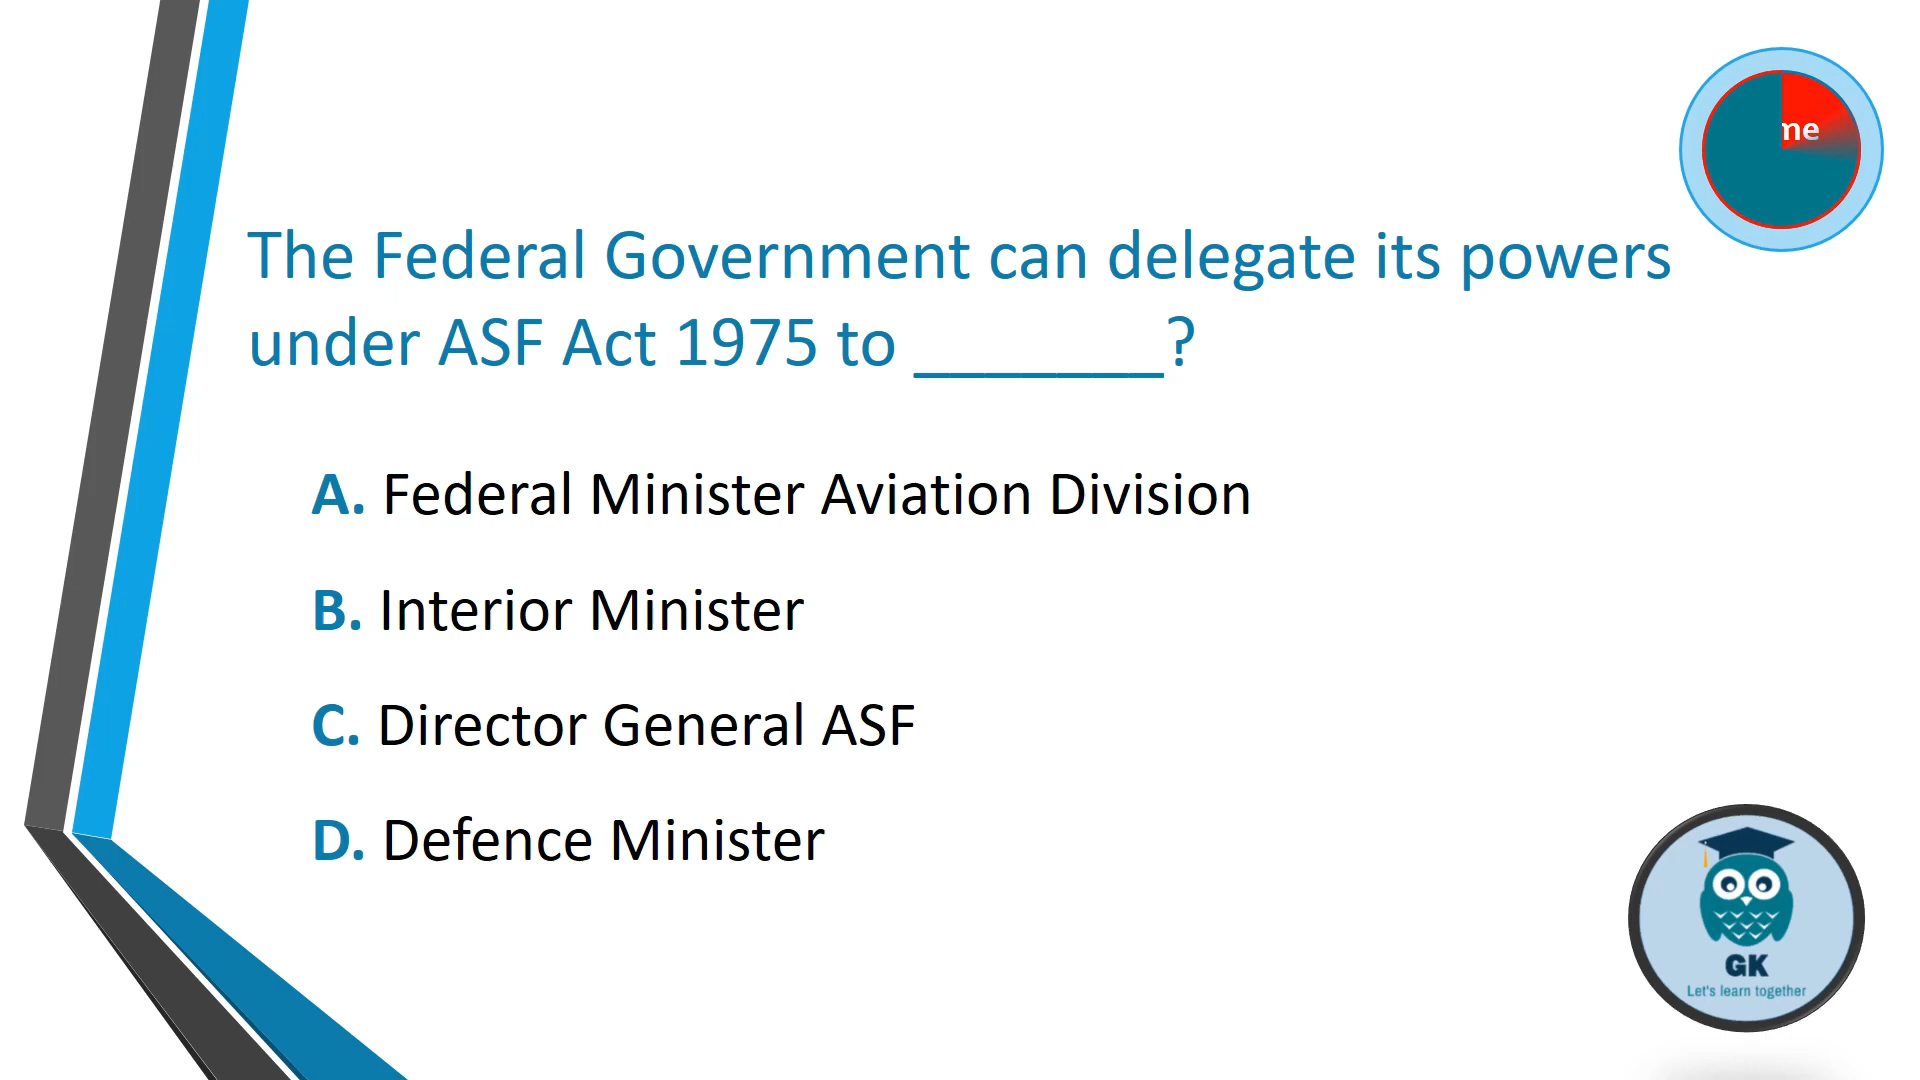 The Federal Government can delegate its powers
under ASF Act 1975 to _______?
A. Federal Minister Aviation Division
B. Interior Minister
C. Director General ASF
D. Defence Minister
GK
Let's learn together